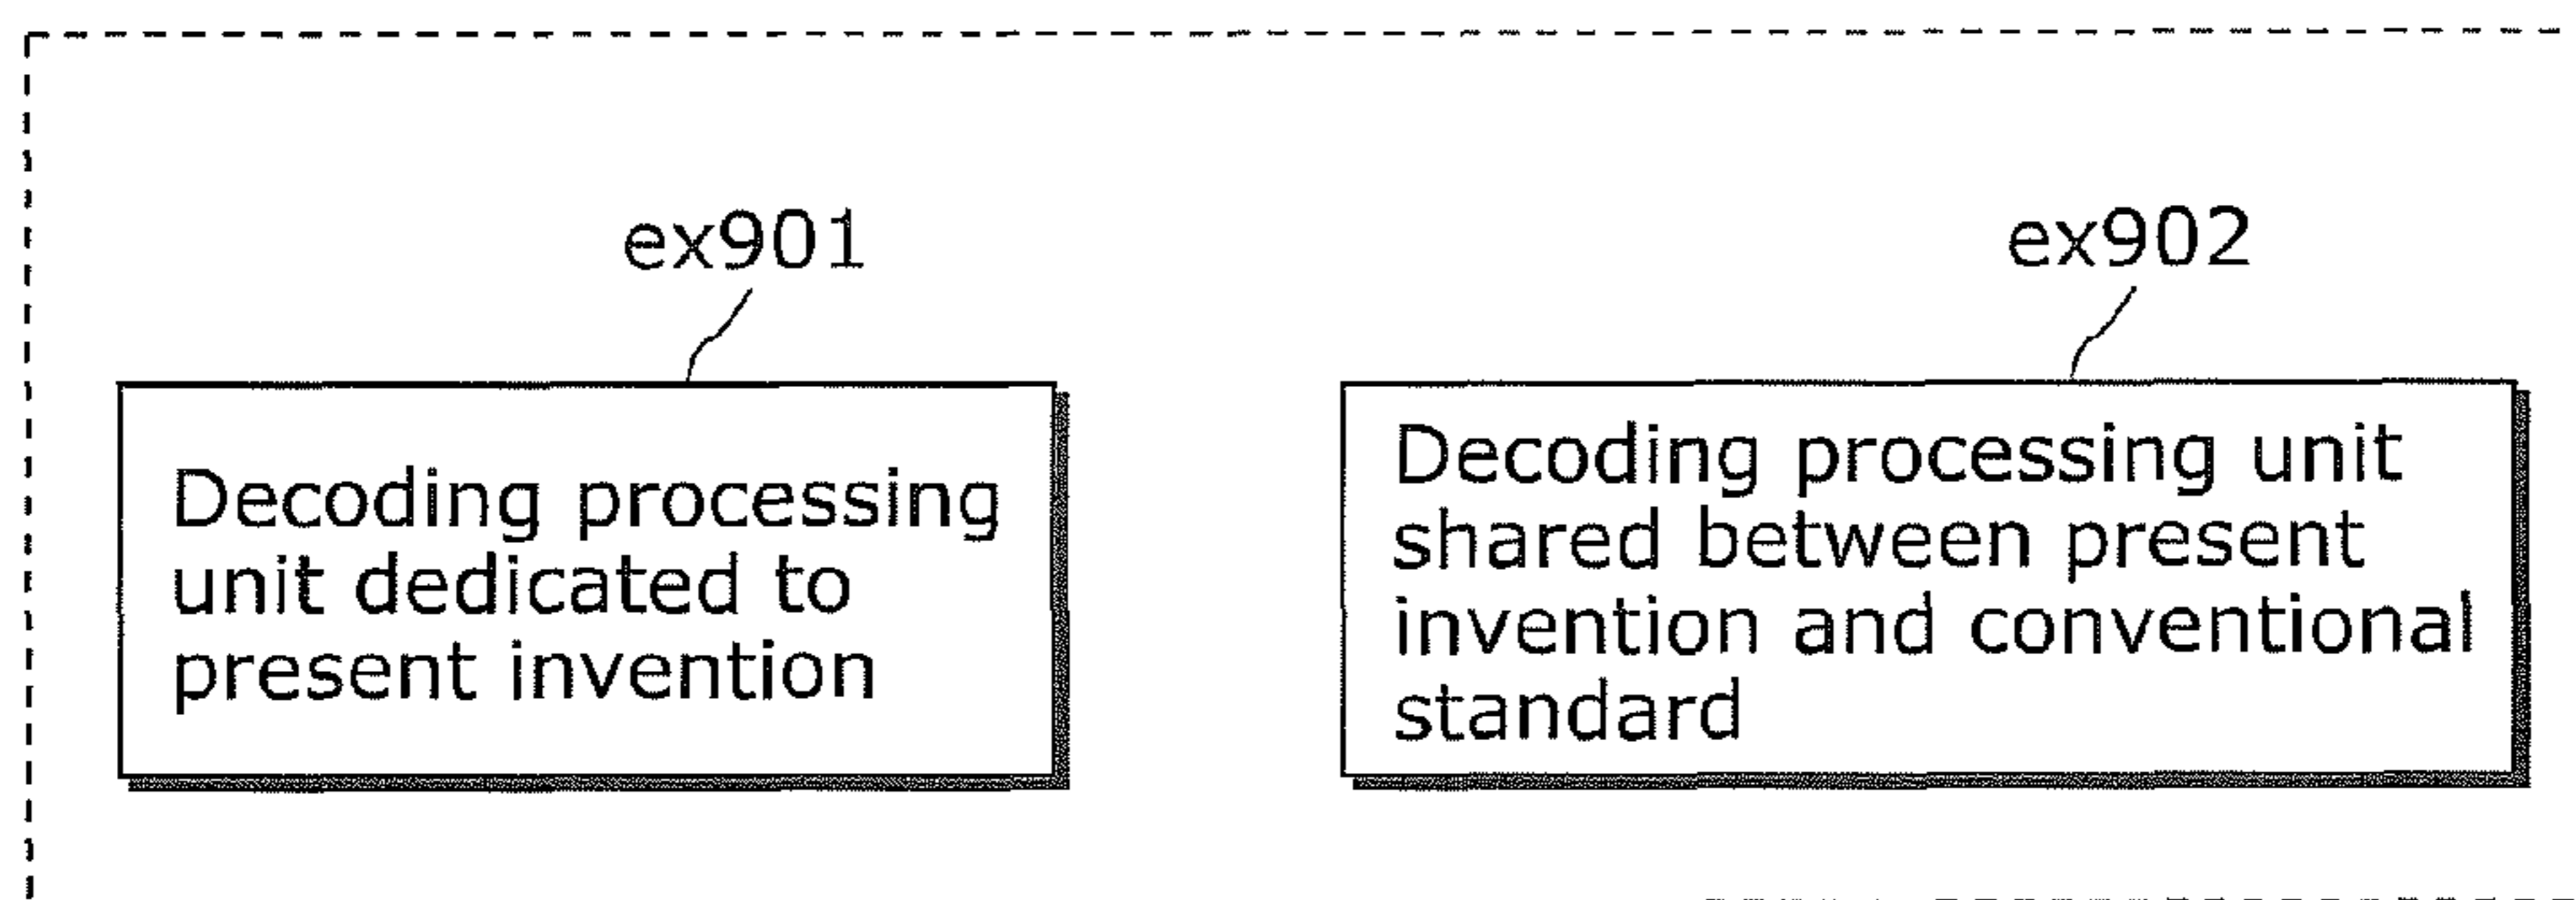 ex901
ex902
Decoding processing
unit dedicated to
present invention
Decoding processing unit
shared between present
invention and conventional
standard